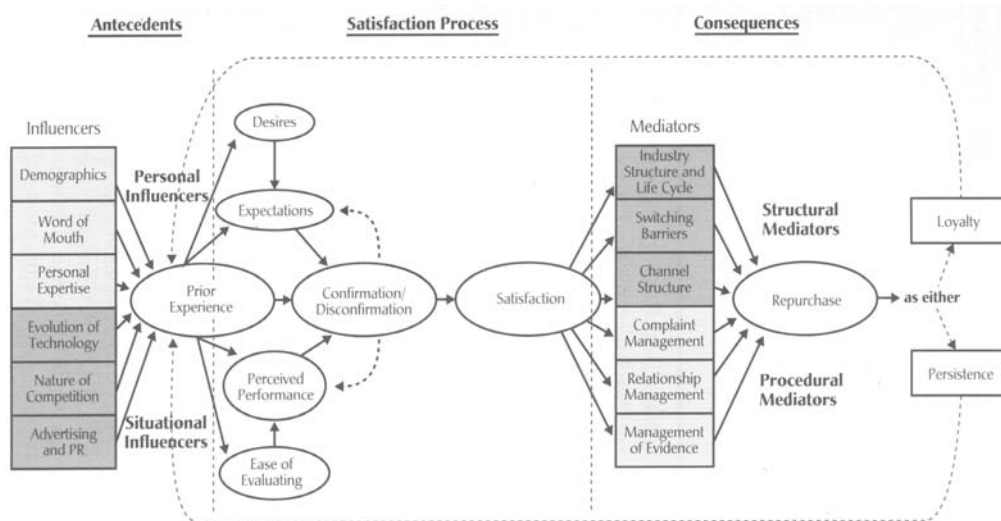 Antecedents
Satisfaction Process
Consequences
Influencers
Demographics
Word of
Mouth
Personal
Expertise
Evolution of
Technology
Nature of
Competition
Advertising
and PR
Personal
Influencers
Prior
Experience
Situational
Influencers
Desires
Expectations
Confirmation/
Disconfirmation
Perceived
Performance
Ease of
Evaluating
Satisfaction
Mediators
Industry
Structure and
Life Cycle
Switching
Barriers
Channel
Structure
Complaint
Management
Relationship
Management
Management
of Evidence
Structural
Mediators
Repurchase
Procedural
Mediators
as either
Loyalty
Persistence